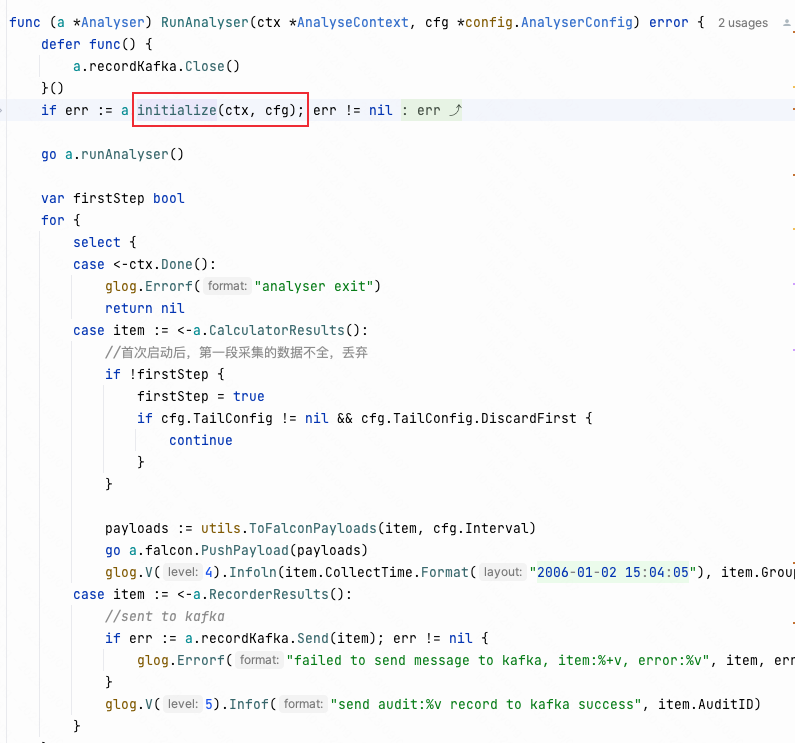 func (a *Analyser) RunAnalyser(ctx *AnalyseContext, cfg *config.AnalyserConfig) error { 2 usages
defer func() {
a.recordKafka.Close()
}()
if err := a initialize(ctx, cfg); err != nil : err
go a.runAnalyser()
var firstStep bool
for {
select {
case <-ctx.Done():
glog.Errorf( format: "analyser exit")
return nil
case item := <-a.CalculatorResults():
//首次启动后，第一段采集的数据不全，丢弃
if !firstStep {
firstStep = true
if cfg.TailConfig != nil && cfg.TailConfig.DiscardFirst {
continue
}
}
payloads := utils.ToFalconPayloads(item, cfg.Interval)
go a.falcon.PushPayload(payloads)
glog.V( level: 4).Infoln(item.CollectTime.Format( layout: "2006-01-02 15:04:05"), item.Grou
case item := <-a.RecorderResults():
//sent to kafka
if err := a.recordKafka.Send(item); err != nil {
glog.Errorf( format: "failed to send message to kafka, item:%+v, error:%v", item, err
}
glog.V( level: 5).Infof( format: "send audit:%v record to kafka success", item.AuditID)
}